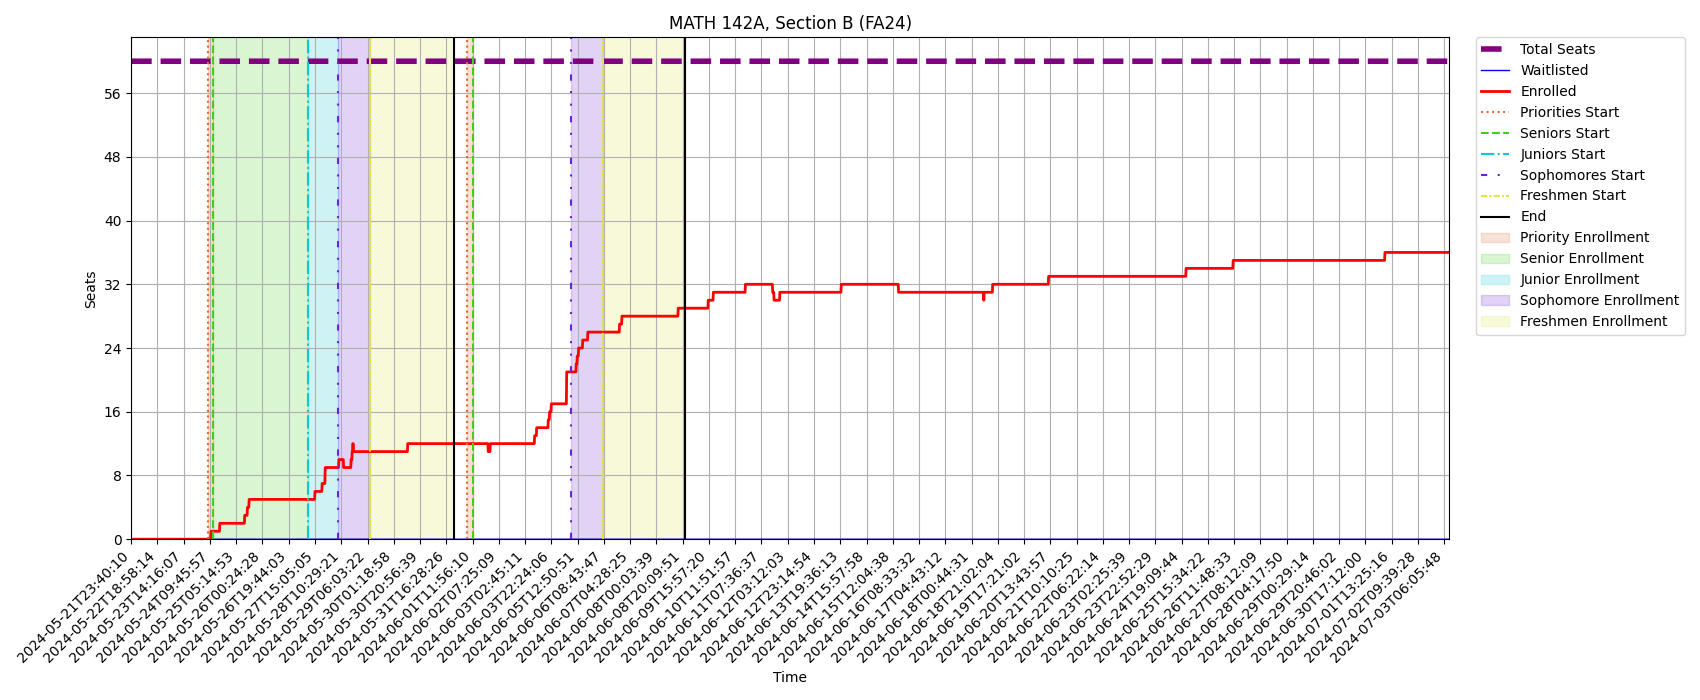 MATH 142A, Section B (FA24)
Total Seats
Waitlisted
Enrolled
Priorities Start
Seniors Start
Juniors Start
Sophomores Start
Freshmen Start
End
Priority Enrollment
Senior Enrollment
Junior Enrollment
Sophomore Enrollment
Freshmen Enrollment
Seats
56
48
40
32
24
16
8
0
2024-05-21T23:40:10
2024-05-22T18:58:14
2024-05-23T14:16:07
2024-05-24T09:45:57
2024-05-25T05:14:53
2024-05-26T00:24:28
2024-05-26T19:44:03
2024-05-27T15:05:05
2024-05-28T10:29:21
2024-05-29T06:03:22
2024-05-30T01:18:58
2024-05-30T20:56:39
2024-05-31T16:28:26
2024-06-01T11:56:10
2024-06-02T07:25:09
2024-06-03T02:45:11
2024-06-03T22:24:06
2024-06-05T12:50:51
2024-06-06T08:43:47
2024-06-07T04:28:25
2024-06-08T00:03:39
2024-06-08T20:09:51
2024-06-09T15:57:20
2024-06-10T11:51:57
2024-06-11T07:36:37
2024-06-12T03:12:03
2024-06-12T23:14:54
2024-06-13T19:36:13
2024-06-14T15:57:58
2024-06-15T12:04:38
2024-06-16T08:33:32
2024-06-17T04:43:12
2024-06-18T00:44:31
2024-06-18T21:02:04
2024-06-19T17:21:02
2024-06-20T13:43:57
2024-06-21T10:10:25
2024-06-22T06:22:14
2024-06-23T02:25:39
2024-06-23T22:52:29
2024-06-24T19:09:44
2024-06-25T15:34:22
2024-06-26T11:48:33
2024-06-27T08:12:09
2024-06-28T04:17:50
2024-06-29T00:29:14
2024-06-29T20:46:02
2024-06-30T17:12:00
2024-07-01T13:25:16
2024-07-02T09:39:28
2024-07-03T06:05:48
Time